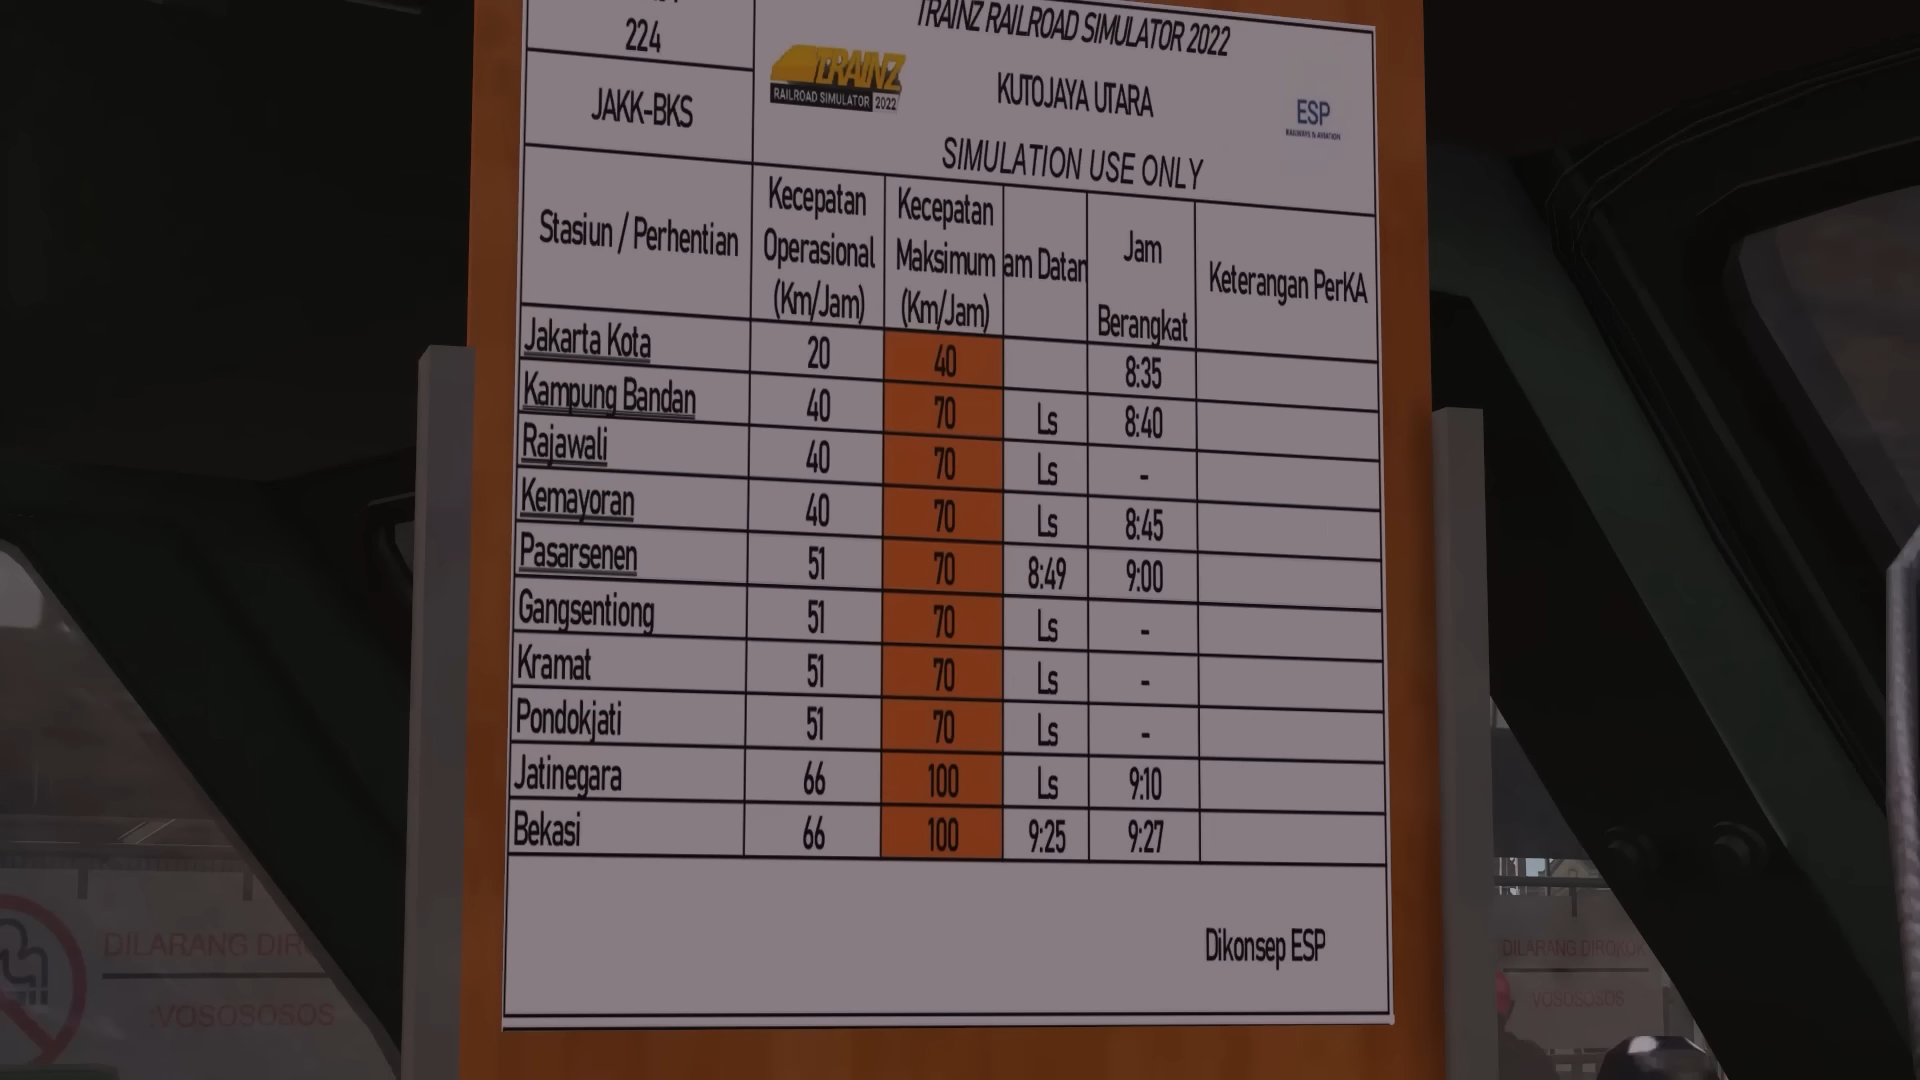 224
JAKK-BKS
TRAINZ RAILROAD SIMULATOR 2022
TRAINZ
RAILROAD SIMULATOR 2022
KUTOJAYA UTARA
ESP
RAILWAYS & AVIATION
SIMULATION USE ONLY
Stasiun / Perhentian
Kecepatan
Operasional
(Km/Jam)
Kecepatan
Maksimum
(Km/Jam)
am Datan
Jam
Berangkat
Keterangan PerKA
Jakarta Kota 20 40 8:35
Kampung Bandan 40 70 Ls 8:40
Rajawali 40 70 Ls -
Kemayoran 40 70 Ls 8:45
Pasarsenen 51 70 8:49 9:00
Gangsentiong 51 70 Ls -
Kramat 51 70 Ls -
Pondokjati 51 70 Ls -
Jatinegara 66 100 Ls 9:10
Bekasi 66 100 9:25 9:27
Dikonsep ESP
DILARANG DIRO
VOSOSOSOS
DILARANG DIROKOK
VOSOSOSOS